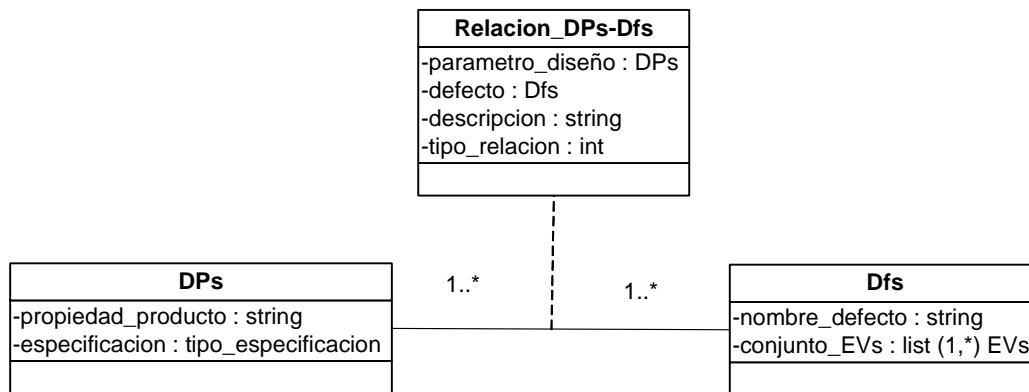 Relacion_DPs-Dfs
-parametro_diseño : DPs
-defecto : Dfs
-descripcion : string
-tipo_relacion : int
DPs
-propiedad_producto : string
-especificacion : tipo_especificacion
1..*
1..*
Dfs
-nombre_defecto : string
-conjunto_EVs : list (1,*) EVs